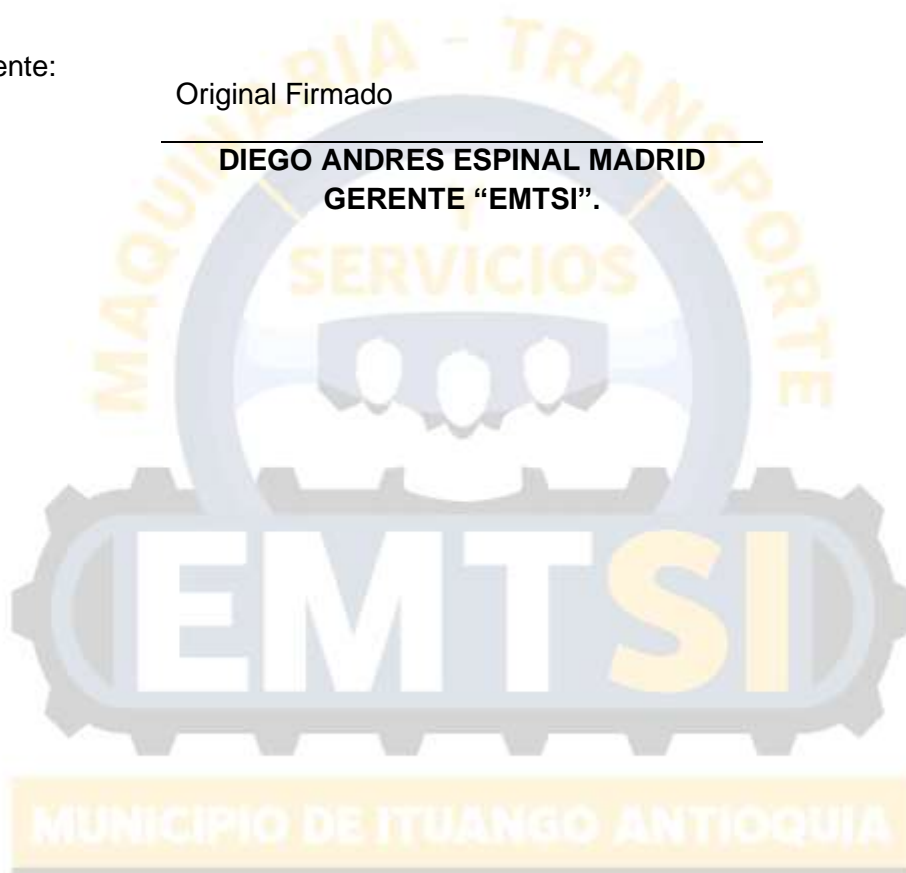 ente:
Original Firmado
DIEGO ANDRES ESPINAL MADRID
GERENTE “EMTSI”.
MAQUINARIA - TRANSPORTE
Y
SERVICIOS
EMTSI
MUNICIPIO DE ITUANGO ANTIOQUIA